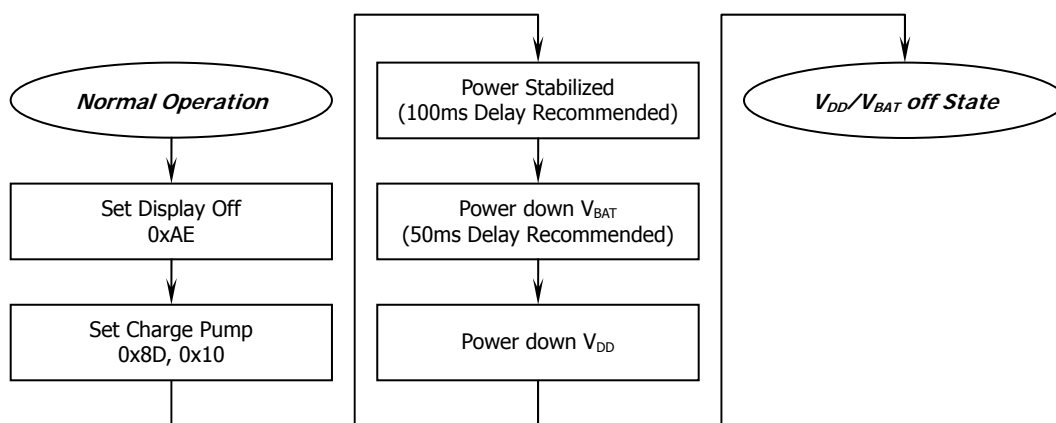 Normal Operation
Set Display Off
0xAE
Set Charge Pump
0x8D, 0x10
Power Stabilized
(100ms Delay Recommended)
Power down VBAT
(50ms Delay Recommended)
Power down VDD
VDD/VBAT off State